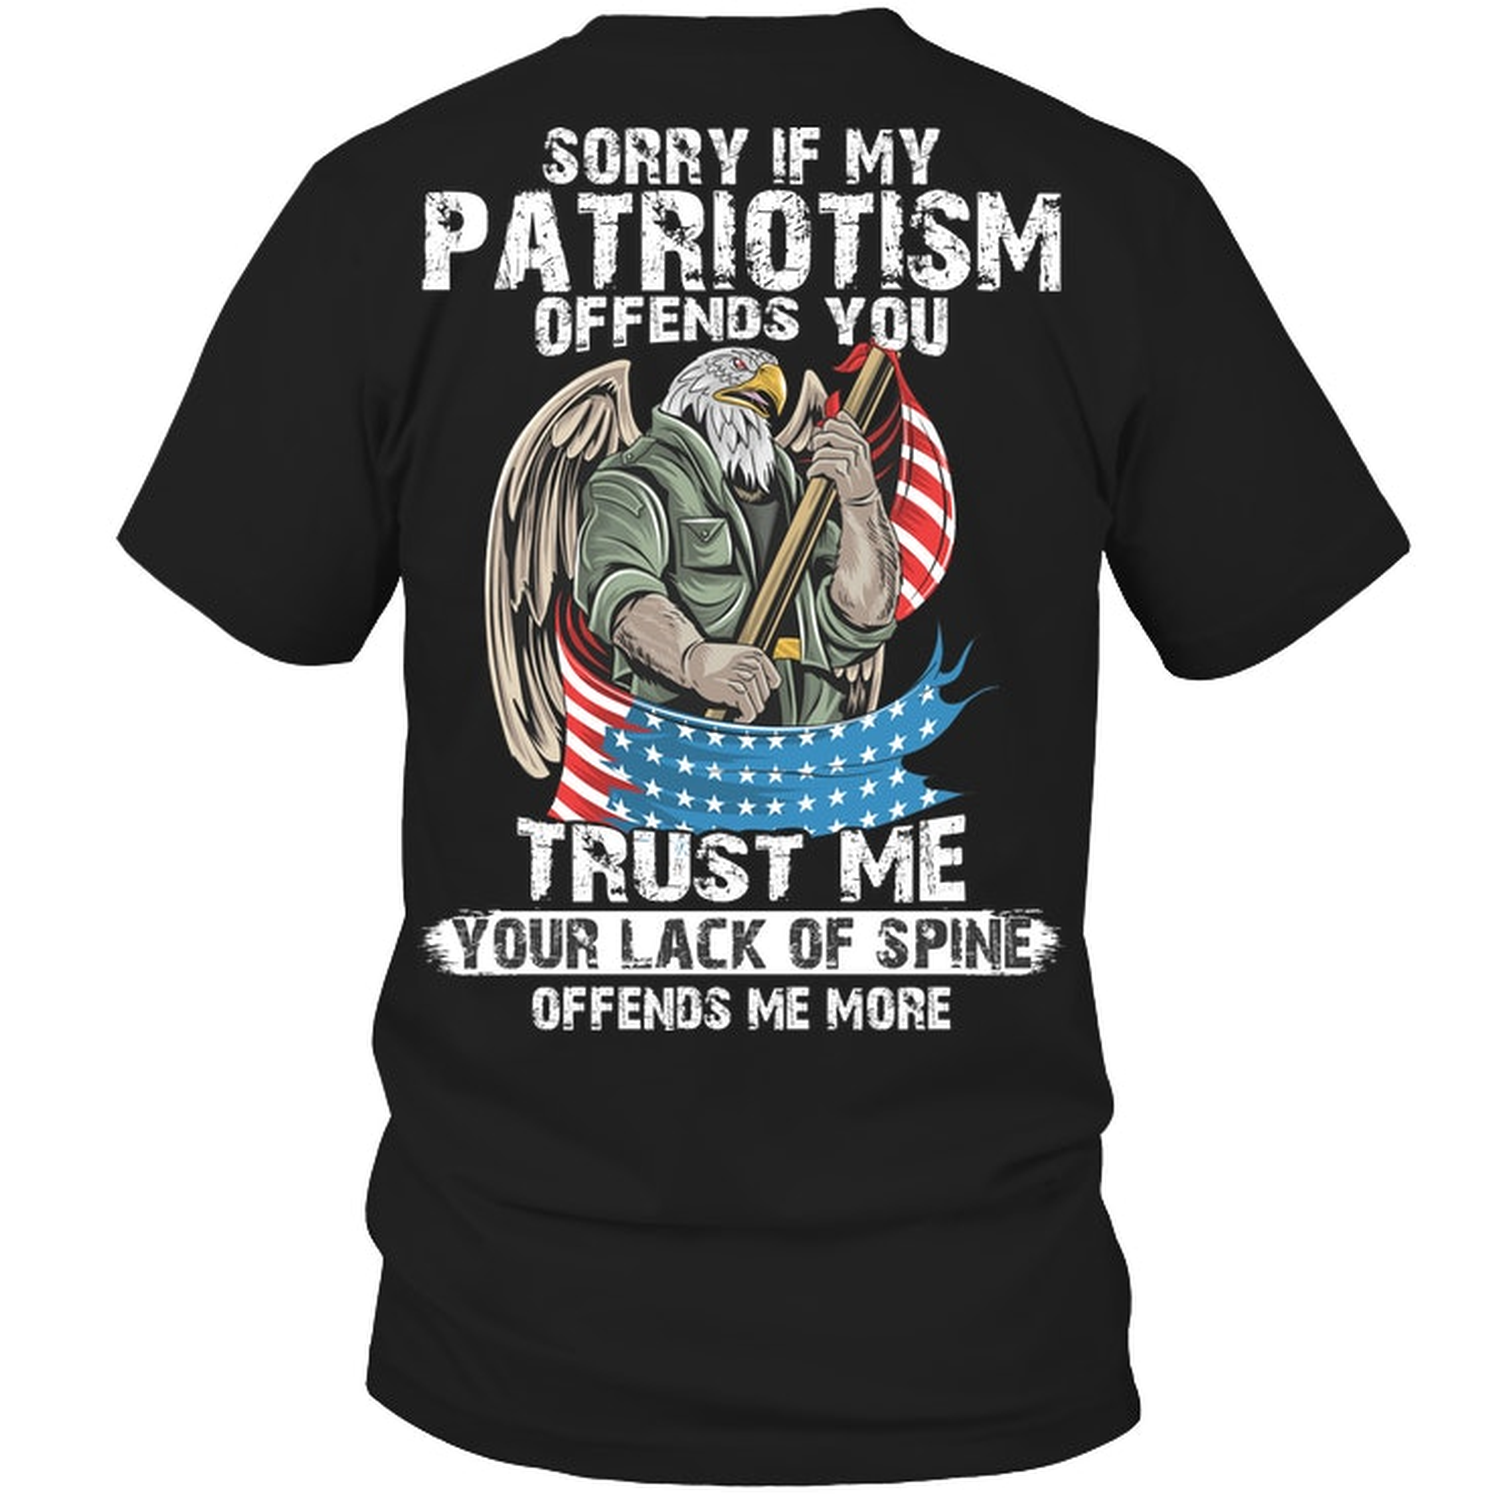 SORRY IF MY
PATRIOTISM
OFFENDS YOU
TRUST ME
YOUR LACK OF SPINE
OFFENDS ME MORE